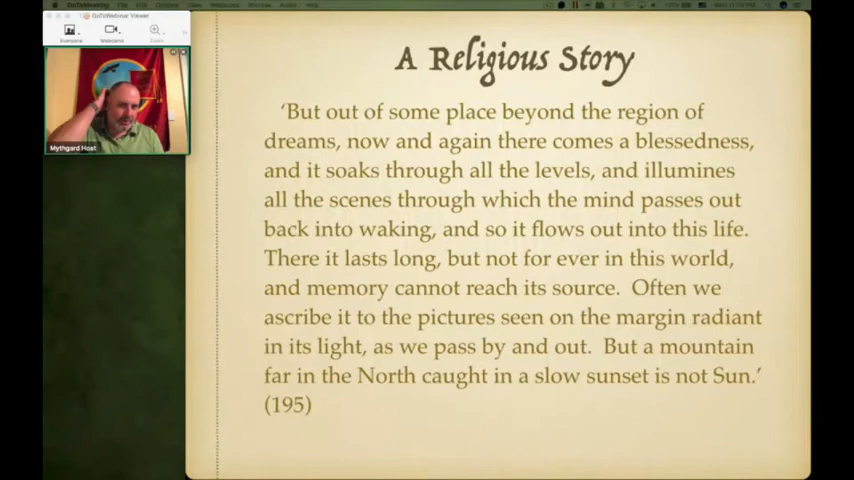 GoToWebinar Viewer
Everyone
Webcams
Zoom
Mythgard Host
A Religious Story
‘But out of some place beyond the region of
dreams, now and again there comes a blessedness,
and it soaks through all the levels, and illumines
all the scenes through which the mind passes out
back into waking, and so it flows out into this life.
There it lasts long, but not for ever in this world,
and memory cannot reach its source.  Often we
ascribe it to the pictures seen on the margin radiant
in its light, as we pass by and out.  But a mountain
far in the North caught in a slow sunset is not Sun.’
(195)